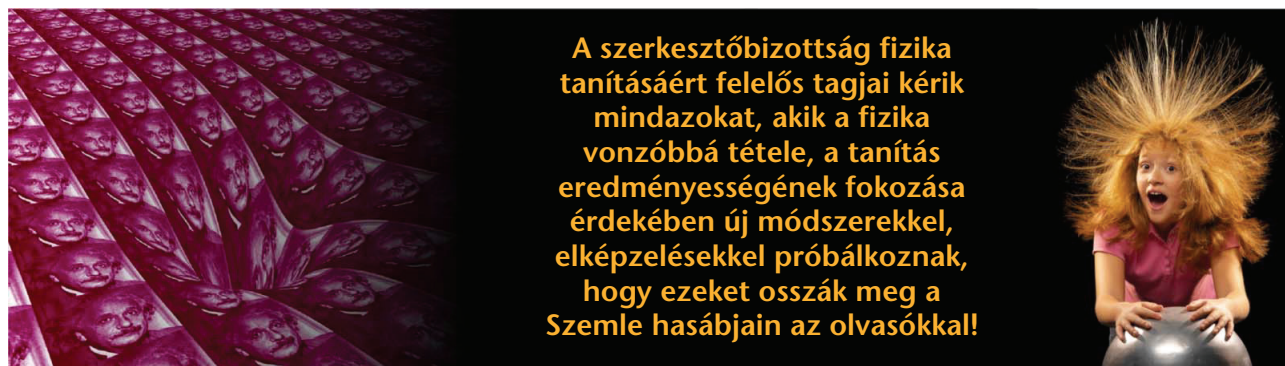 A szerkesztőbizottság fizika
tanításáért felelős tagjai kérik
mindazokat, akik a fizika
vonzóbbá tétele, a tanítás
eredményességének fokozása
érdekében új módszerekkel,
elképzelésekkel próbálkoznak,
hogy ezeket osszák meg a
Szemle hasábjain az olvasókkal!